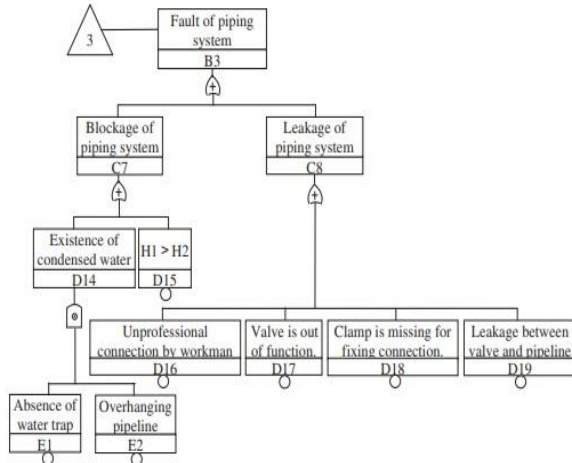 3
Fault of piping
system
B3
Blockage of
piping system
C7
Leakage of
piping system
C8
Existence of
condensed water
D14
H1 > H2
D15
Unprofessional
connection by workman
D16
Valve is out
of function.
D17
Clamp is missing for
fixing connection.
D18
Leakage between
valve and pipeline
D19
Absence of
water trap
E1
Overhanging
pipeline
E2